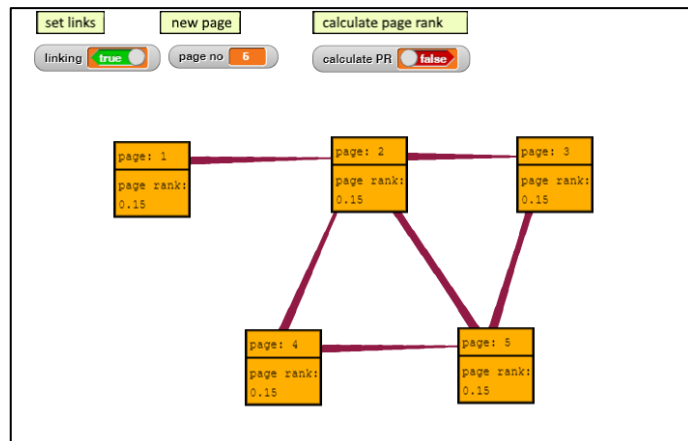 set links
new page
calculate page rank
linking true
page no 6
calculate PR false
page: 1
page rank:
0.15
page: 2
page rank:
0.15
page: 3
page rank:
0.15
page: 4
page rank:
0.15
page: 5
page rank:
0.15